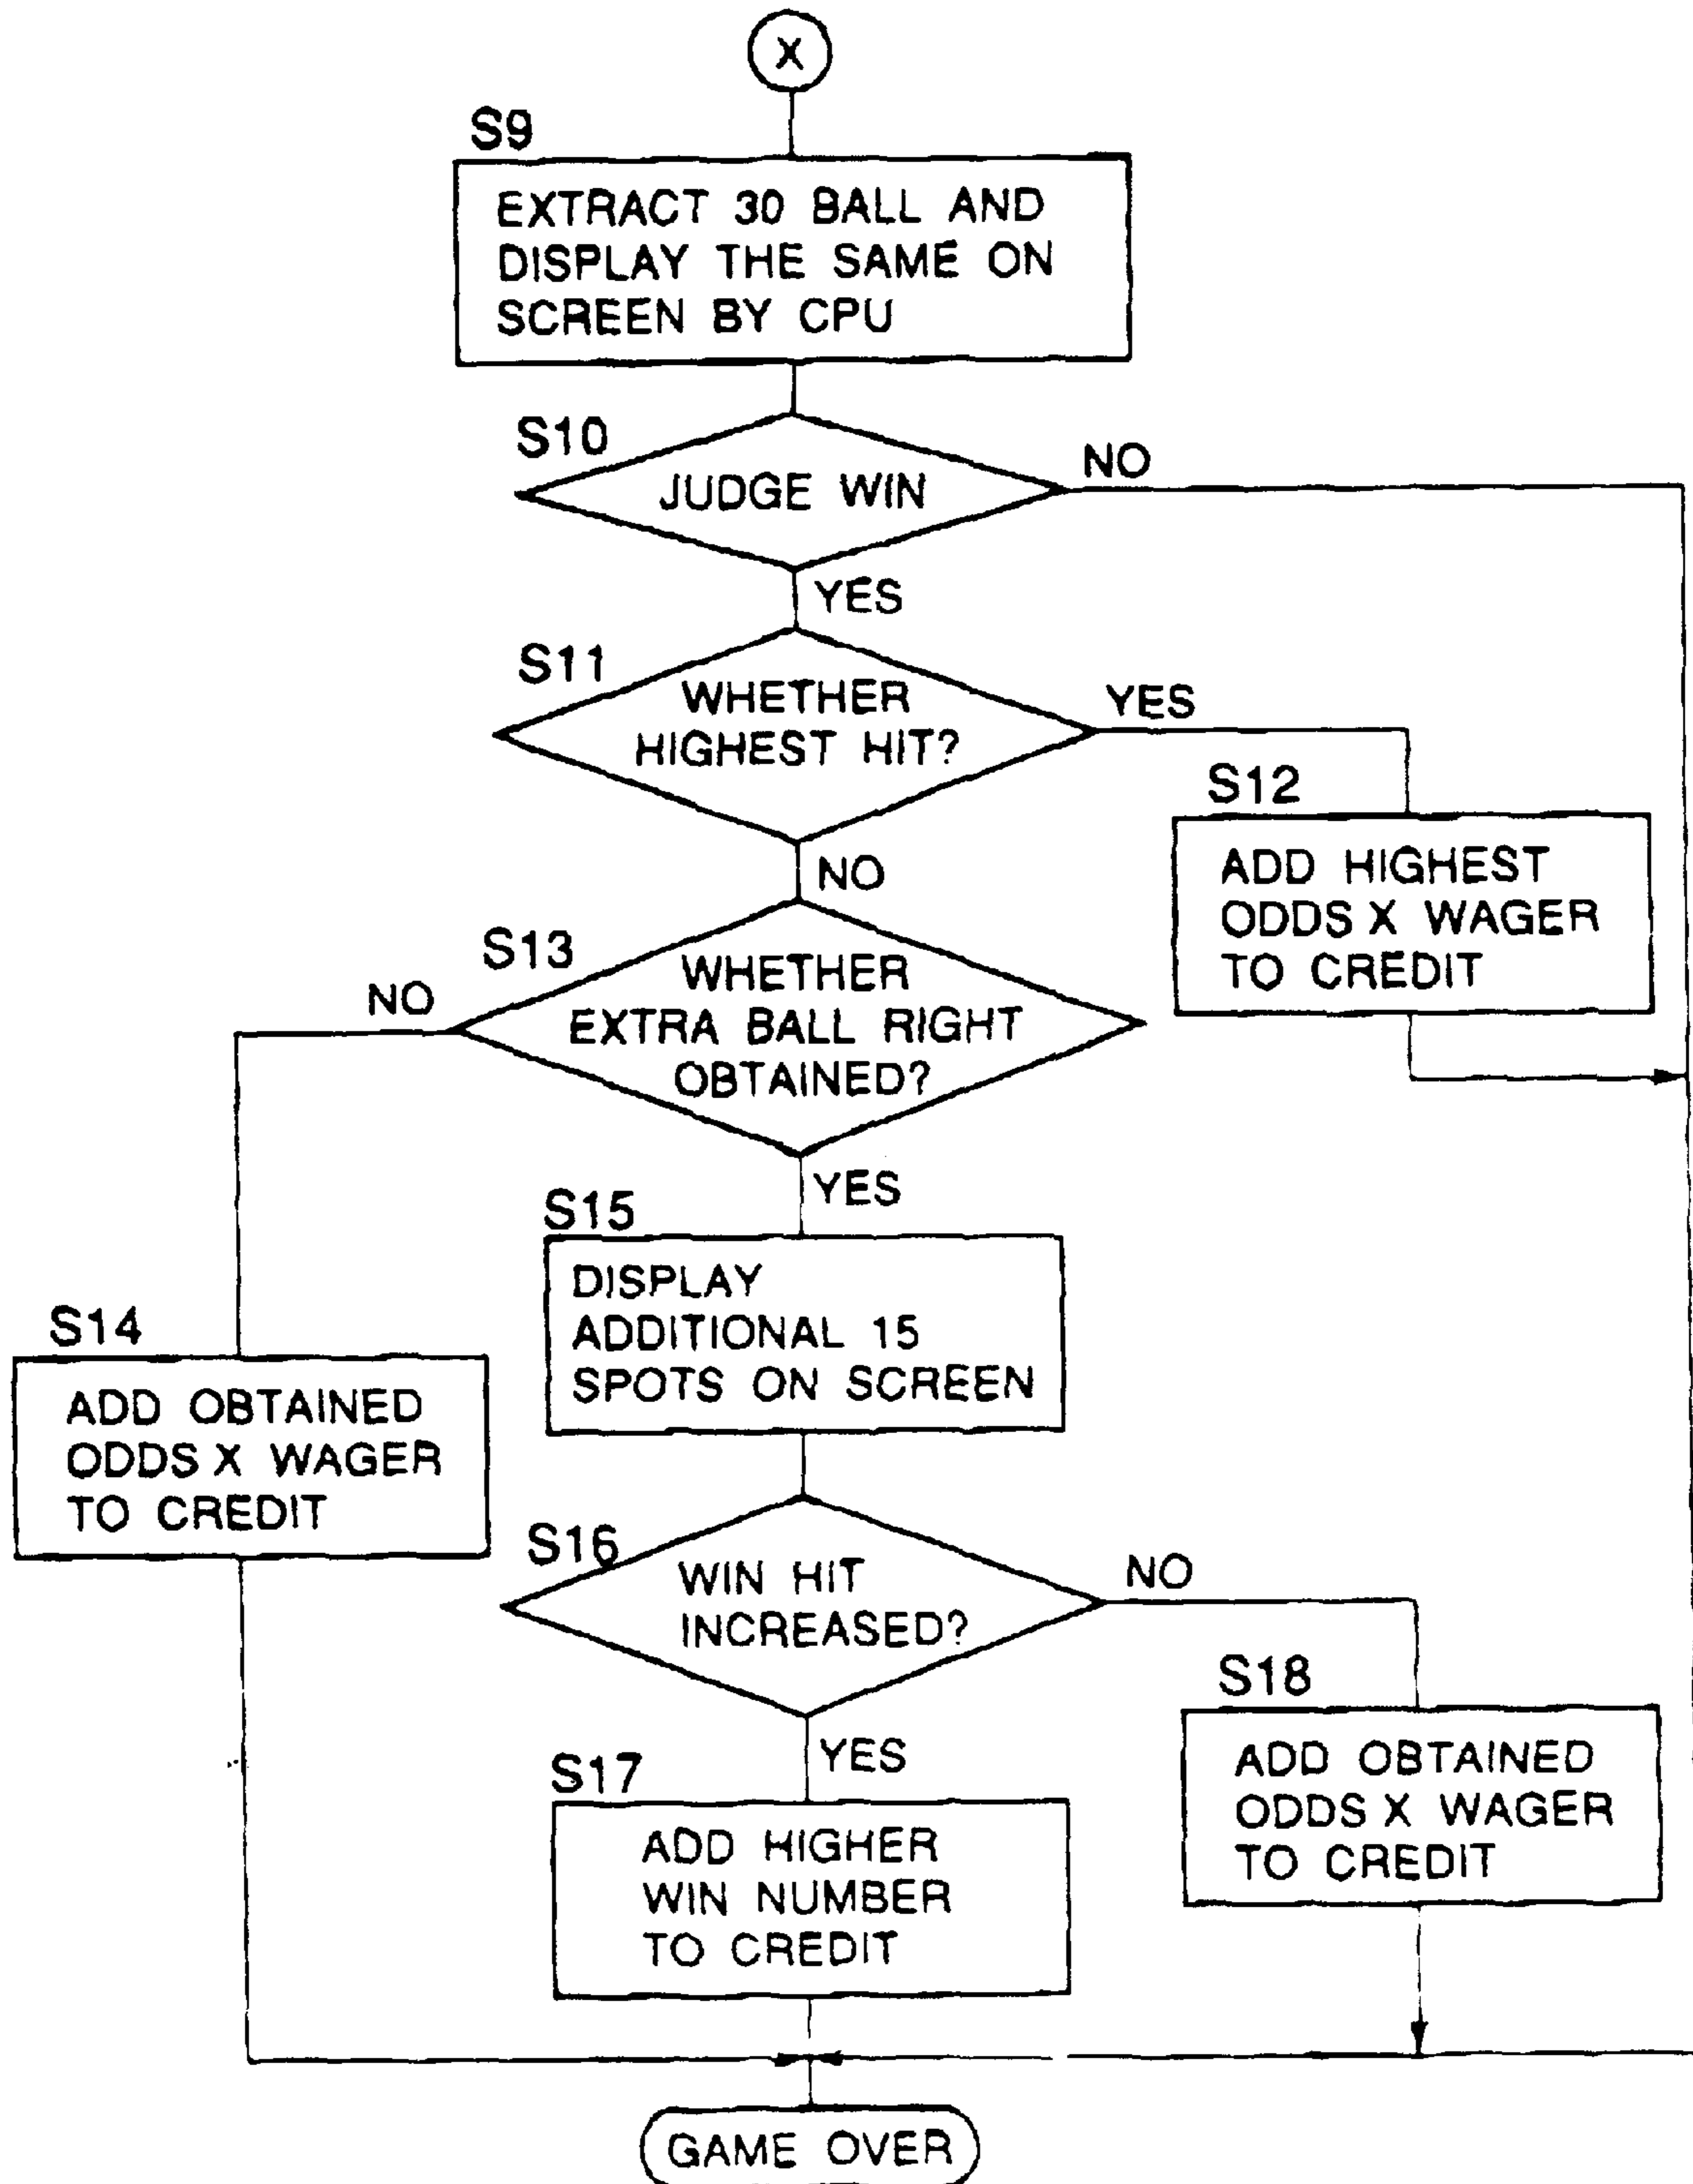 X
S9
EXTRACT 30 BALL AND
DISPLAY THE SAME ON
SCREEN BY CPU
S10
JUDGE WIN
NO
YES
S11
WHETHER
HIGHEST HIT?
YES
NO
S12
ADD HIGHEST
ODDS X WAGER
TO CREDIT
S13
WHETHER
EXTRA BALL RIGHT
OBTAINED?
NO
YES
S14
ADD OBTAINED
ODDS X WAGER
TO CREDIT
S15
DISPLAY
ADDITIONAL 15
SPOTS ON SCREEN
S16
WIN HIT
INCREASED?
NO
YES
S17
ADD HIGHER
WIN NUMBER
TO CREDIT
S18
ADD OBTAINED
ODDS X WAGER
TO CREDIT
GAME OVER